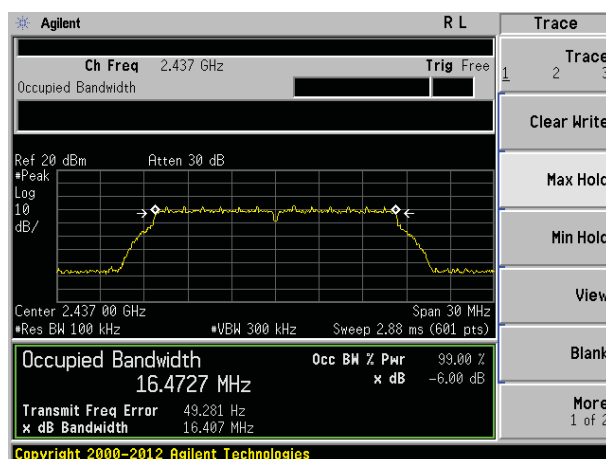 Agilent R L Trace
Ch Freq 2.437 GHz Trig Free
Occupied Bandwidth
Trace
1 2 3
Clear Write
Max Hold
Min Hold
View
Blank
More
1 of 2
Ref 20 dBm Atten 30 dB
#Peak
Log
10
dB/
Center 2.437 00 GHz Span 30 MHz
#Res BW 100 kHz #VBW 300 kHz Sweep 2.88 ms (601 pts)
Occupied Bandwidth Occ BW % Pwr 99.00 %
16.4727 MHz x dB -6.00 dB
Transmit Freq Error 49.281 Hz
x dB Bandwidth 16.407 MHz
Copyright 2000-2012 Agilent Technologies